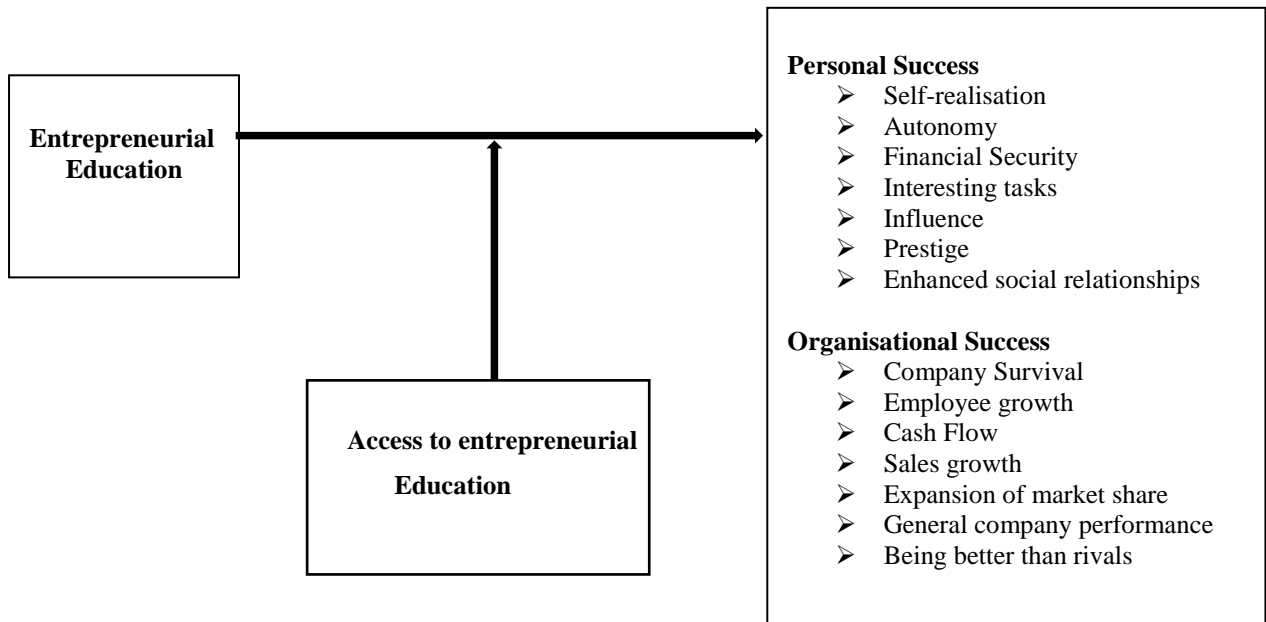 Entrepreneurial
Education
Access to entrepreneurial
Education
Personal Success
➢ Self-realisation
➢ Autonomy
➢ Financial Security
➢ Interesting tasks
➢ Influence
➢ Prestige
➢ Enhanced social relationships
Organisational Success
➢ Company Survival
➢ Employee growth
➢ Cash Flow
➢ Sales growth
➢ Expansion of market share
➢ General company performance
➢ Being better than rivals